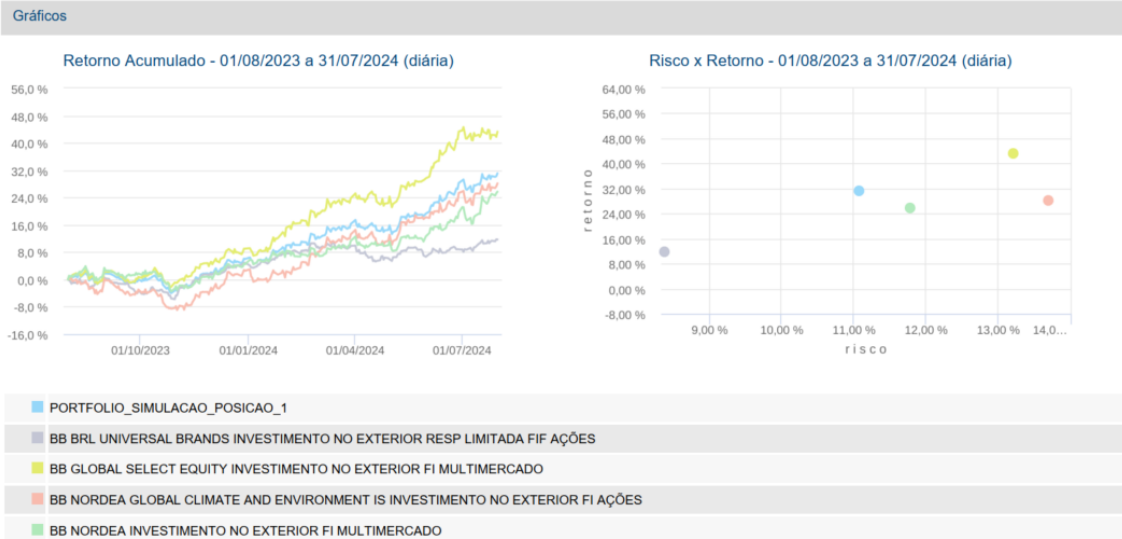 Gráficos
Retorno Acumulado - 01/08/2023 a 31/07/2024 (diária)
56,0 %
48,0 %
40,0 %
32,0 %
24,0 %
16,0 %
8,0 %
0,0 %
-8,0 %
-16,0 %
01/10/2023 01/01/2024 01/04/2024 01/07/2024
Risco x Retorno - 01/08/2023 a 31/07/2024 (diária)
retorno
64,00 %
56,00 %
48,00 %
40,00 %
32,00 %
24,00 %
16,00 %
8,00 %
0,00 %
-8,00 %
9,00 % 10,00 % 11,00 % 12,00 % 13,00 % 14,0...
risco
PORTFOLIO_SIMULACAO_POSICAO_1
BB BRL UNIVERSAL BRANDS INVESTIMENTO NO EXTERIOR RESP LIMITADA FIF AÇÕES
BB GLOBAL SELECT EQUITY INVESTIMENTO NO EXTERIOR FI MULTIMERCADO
BB NORDEA GLOBAL CLIMATE AND ENVIRONMENT IS INVESTIMENTO NO EXTERIOR FI AÇÕES
BB NORDEA INVESTIMENTO NO EXTERIOR FI MULTIMERCADO